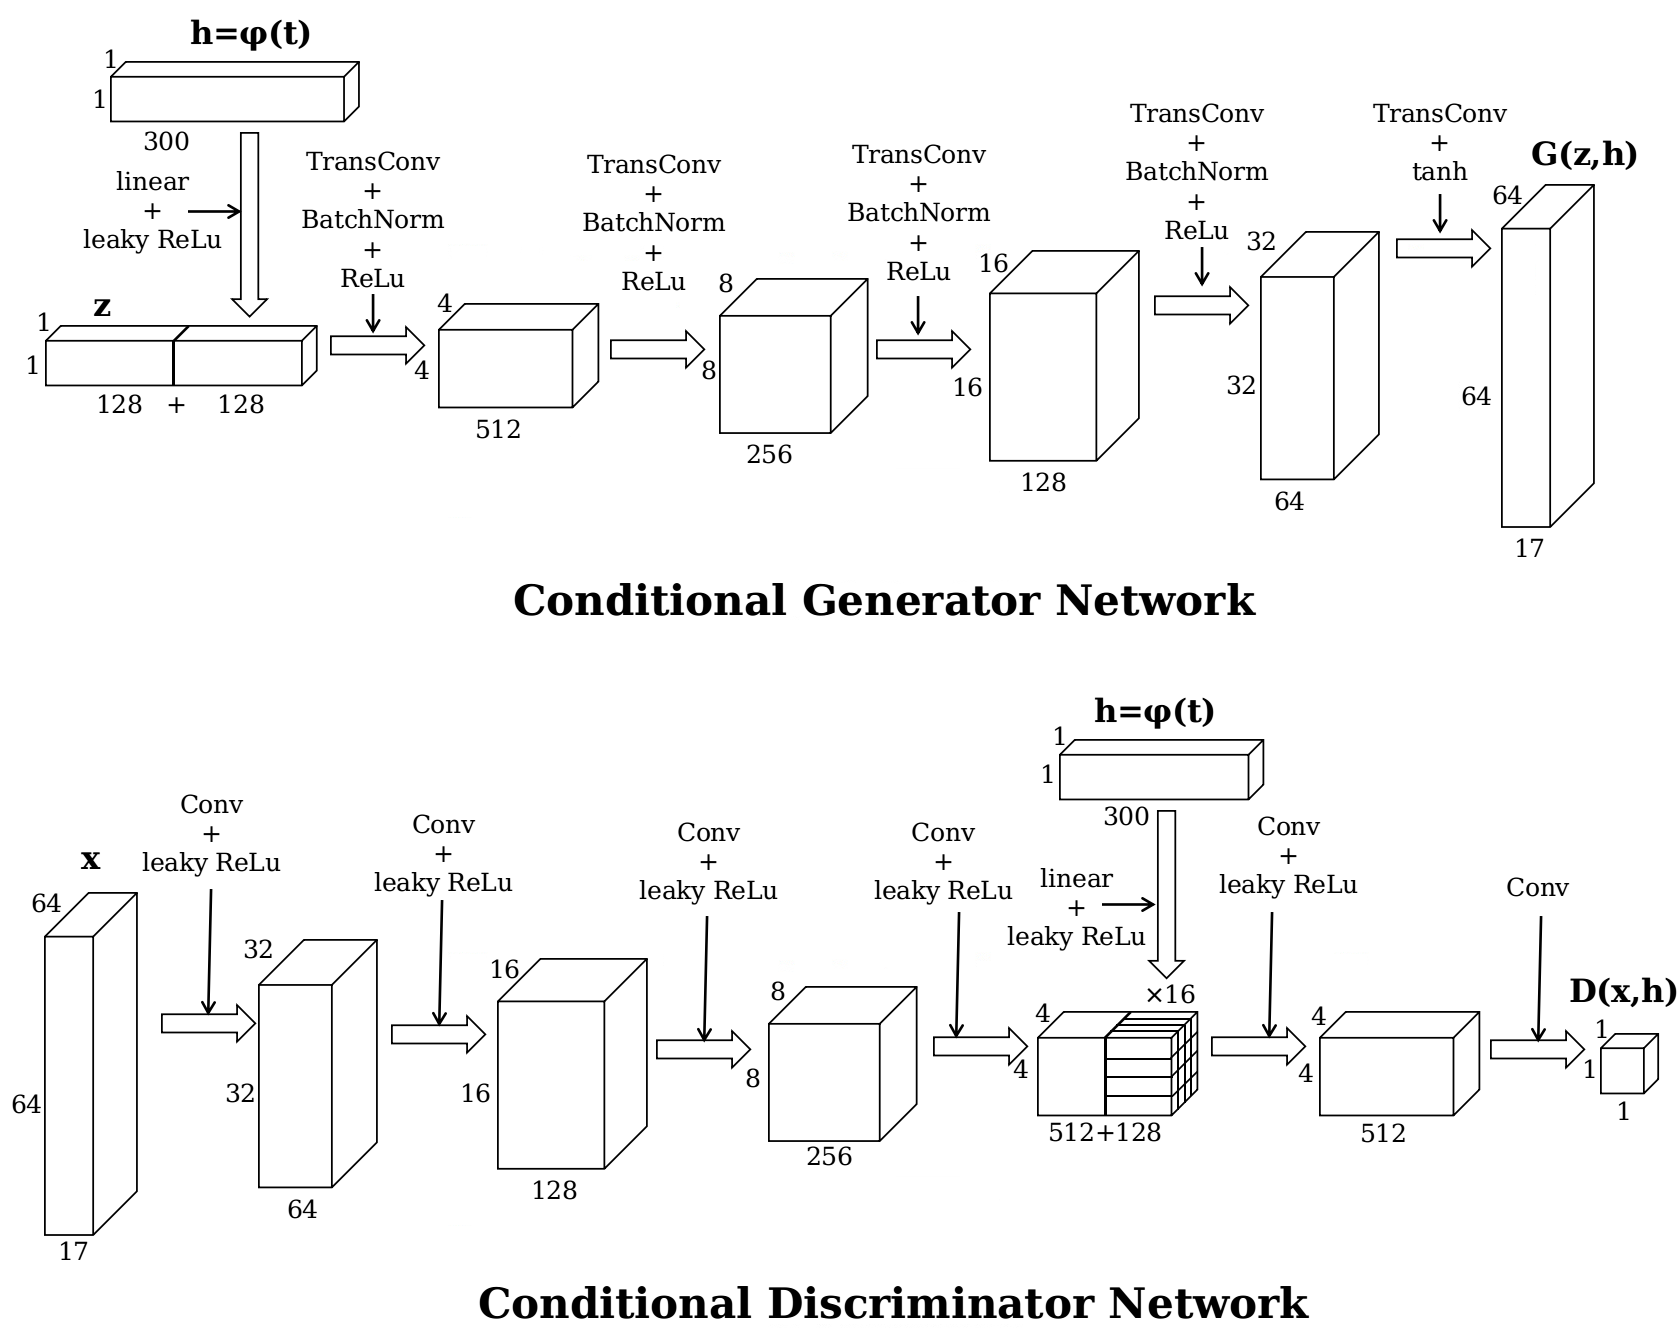 h=φ(t)
1
1
300
linear
+
leaky ReLu
z
1
1
128 + 128
TransConv
+
BatchNorm
+
ReLu
4
4
512
TransConv
+
BatchNorm
+
ReLu
8
8
256
TransConv
+
BatchNorm
+
ReLu
16
16
128
TransConv
+
BatchNorm
+
ReLu
32
32
64
TransConv
+
tanh
G(z,h)
64
64
17
Conditional Generator Network
x
64
64
17
Conv
+
leaky ReLu
32
32
64
Conv
+
leaky ReLu
16
16
128
Conv
+
leaky ReLu
8
8
256
Conv
+
leaky ReLu
h=φ(t)
1
1
300
linear
+
leaky ReLu
×16
4
4
512+128
Conv
+
leaky ReLu
4
4
512
Conv
D(x,h)
1
1
1
Conditional Discriminator Network